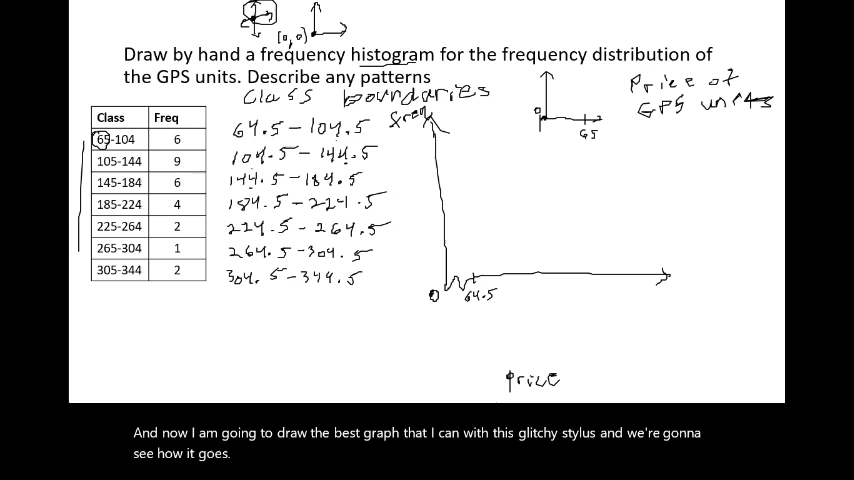 [0,0)
Draw by hand a frequency histogram for the frequency distribution of
the GPS units. Describe any patterns
Class boundaries
Price of
GPS units
0
65
Class Freq
65-104 6
105-144 9
145-184 6
185-224 4
225-264 2
265-304 1
305-344 2
64.5-104.5
104.5-144.5
144.5-184.5
184.5-224.5
224.5-264.5
264.5-304.5
304.5-344.5
freq
0
64.5
price
And now I am going to draw the best graph that I can with this glitchy stylus and we're gonna
see how it goes.